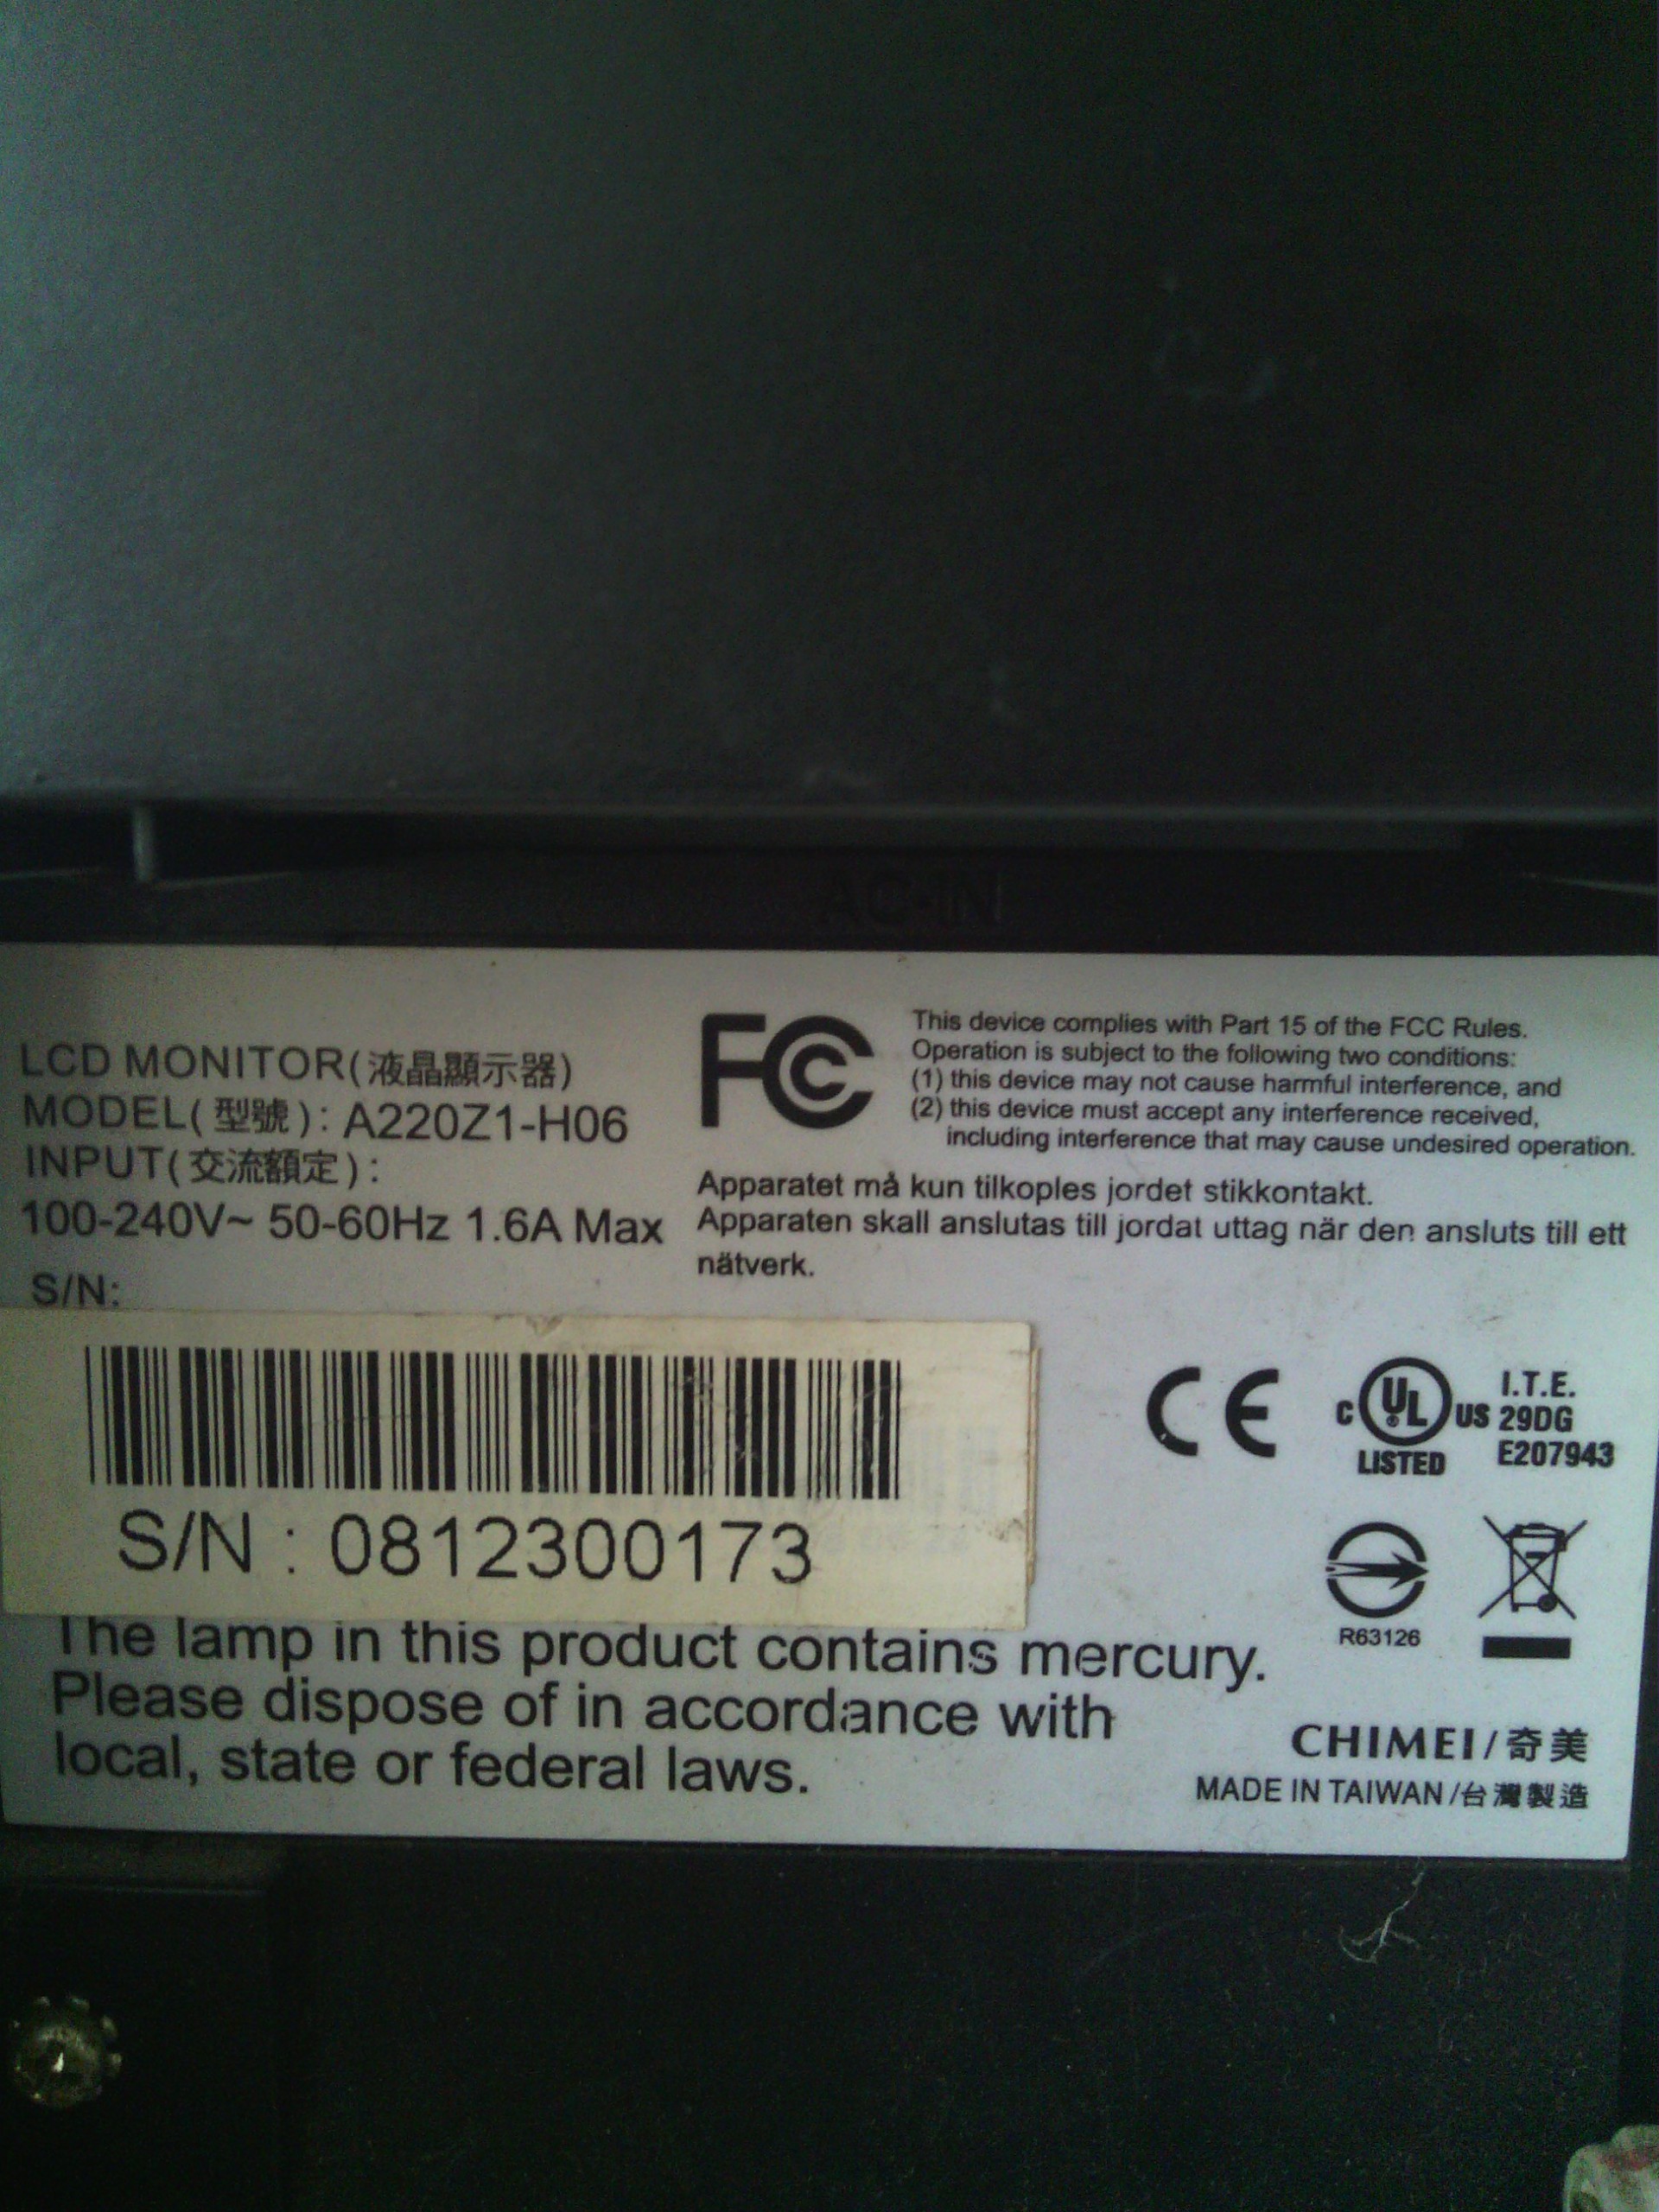 AC-IN
LCD MONITOR(液晶顯示器)
MODEL(型號): A220Z1-H06
INPUT(交流額定):
100-240V~ 50-60Hz 1.6A Max
S/N:
FC
This device complies with Part 15 of the FCC Rules.
Operation is subject to the following two conditions:
(1) this device may not cause harmful interference, and
(2) this device must accept any interference received,
including interference that may cause undesired operation.
Apparatet må kun tilkoples jordet stikkontakt.
Apparaten skall anslutas till jordat uttag när den ansluts till ett
nätverk.
S/N : 0812300173
CE
C UL US
LISTED
I.T.E.
29DG
E207943
R63126
The lamp in this product contains mercury.
Please dispose of in accordance with
local, state or federal laws.
CHIMEI/奇美
MADE IN TAIWAN/台灣製造